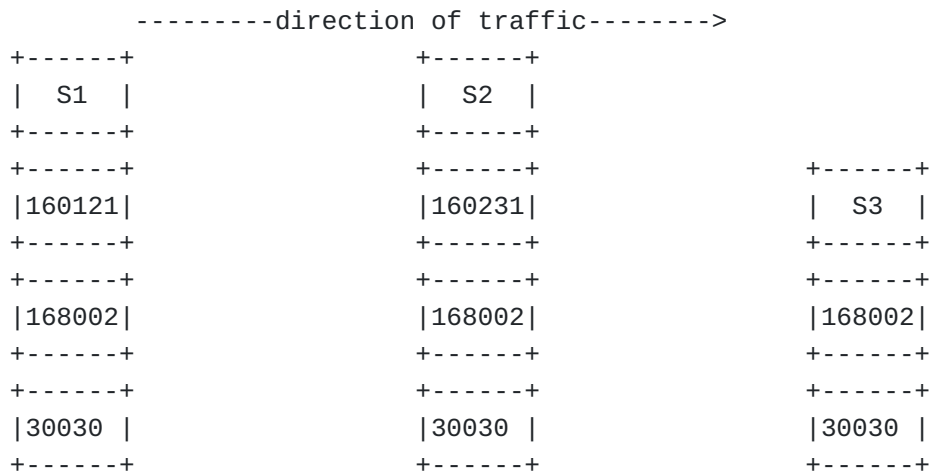 ---------direction of traffic-------->
+------+                  +------+
|  S1  |                  |  S2  |
+------+                  +------+
+------+                  +------+                 +------+
|160121|                  |160231|                 |  S3  |
+------+                  +------+                 +------+
+------+                  +------+                 +------+
|168002|                  |168002|                 |168002|
+------+                  +------+                 +------+
+------+                  +------+                 +------+
|30030 |                  |30030 |                 |30030 |
+------+                  +------+                 +------+